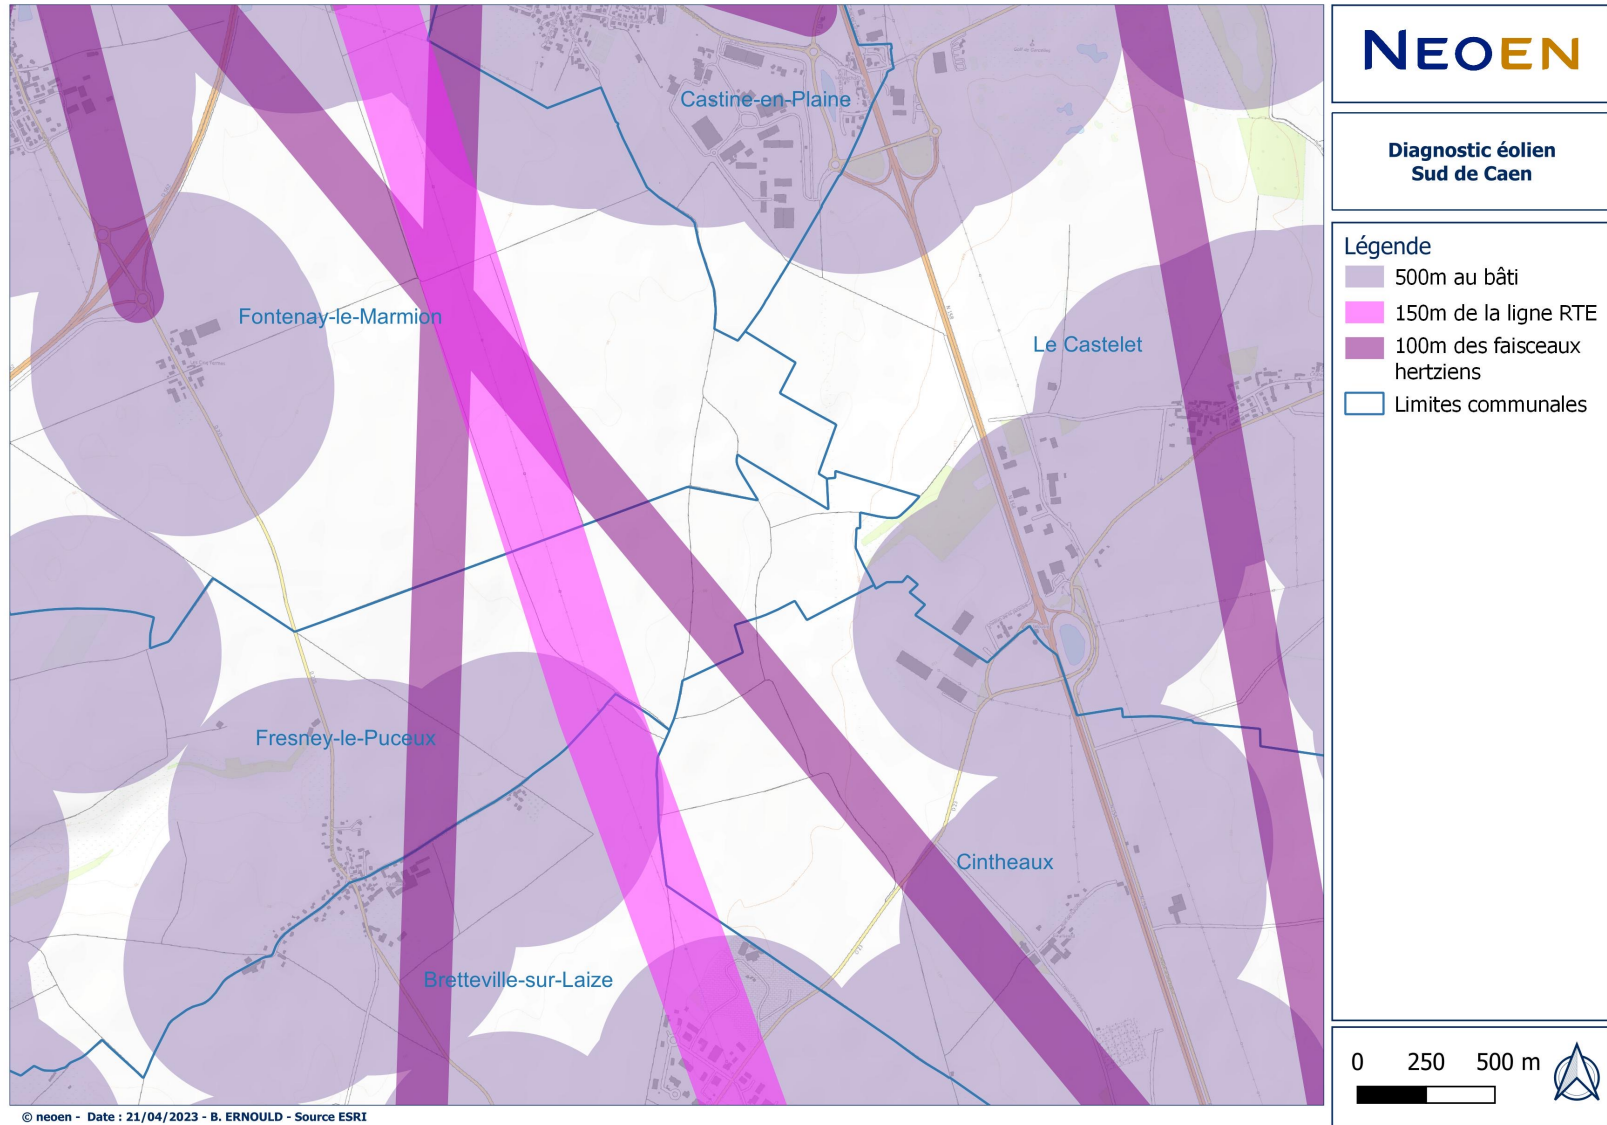 NEOEN
Diagnostic éolien
Sud de Caen
Légende
500m au bâti
150m de la ligne RTE
100m des faisceaux
hertziens
Limites communales
Castine-en-Plaine
Fontenay-le-Marmion
Le Castelet
Fresney-le-Puceux
Cintheaux
Bretteville-sur-Laize
0 250 500 m
© neoen - Date : 21/04/2023 - B. ERNOULD - Source ESRI